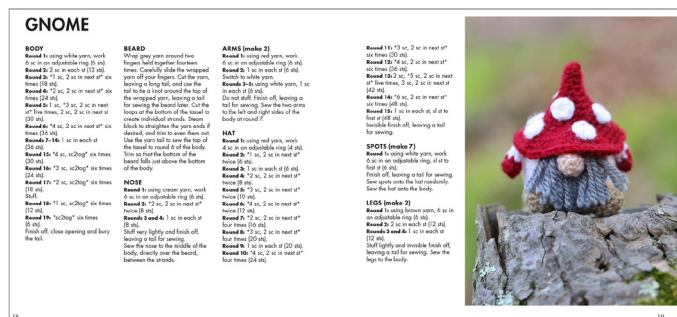 GNOME
BODY
Round 1: using white yarn, work
6 sc in an adjustable ring (6 sts).
Round 2: 2 sc in each st (12 sts).
Round 3: *1 sc, 2 sc in next st* six
times (18 sts).
Round 4: *2 sc, 2 sc in next st* six
times (24 sts).
Round 5: 1 sc, *3 sc, 2 sc in next
st* five times, 2 sc, 2 sc in next st
(30 sts).
Round 6: *4 sc, 2 sc in next st* six
times (36 sts).
Rounds 7–14: 1 sc in each st
(36 sts).
Round 15: *4 sc, sc2tog* six times
(30 sts).
Round 16: *3 sc, sc2tog* six times
(24 sts).
Round 17: *2 sc, sc2tog* six times
(18 sts).
Stuff.
Round 18: *1 sc, sc2tog* six times
(12 sts).
Round 19: *sc2tog* six times
(6 sts).
Finish off, close opening and bury
the tail.
BEARD
Wrap grey yarn around two
fingers held together fourteen
times. Carefully slide the wrapped
yarn off your fingers. Cut the yarn,
leaving a long tail, and use the
tail to tie a knot around the top of
the wrapped yarn, leaving a tail
for sewing the beard later. Cut the
loops at the bottom of the tassel to
create individual strands. Steam
block to straighten the yarn ends if
desired, and trim to even them out.
Use the yarn tail to sew the top of
the tassel to round 6 of the body.
Trim so that the bottom of the
beard falls just above the bottom
of the body.
NOSE
Round 1: using cream yarn, work
6 sc in an adjustable ring (6 sts).
Round 2: *2 sc, 2 sc in next st*
twice (8 sts).
Rounds 3 and 4: 1 sc in each st
(8 sts).
Stuff very lightly and finish off,
leaving a tail for sewing.
Sew the nose to the middle of the
body, directly over the beard,
between the strands.
ARMS (make 2)
Round 1: using red yarn, work
6 sc in an adjustable ring (6 sts).
Round 2: 1 sc in each st (6 sts).
Switch to white yarn.
Rounds 3–5: using white yarn, 1 sc
in each st (6 sts).
Do not stuff. Finish off, leaving a
tail for sewing. Sew the two arms
to the left and right sides of the
body at round 7.
HAT
Round 1: using red yarn, work
4 sc in an adjustable ring (4 sts).
Round 2: *1 sc, 2 sc in next st*
twice (6 sts).
Round 3: 1 sc in each st (6 sts).
Round 4: *2 sc, 2 sc in next st*
twice (8 sts).
Round 5: *3 sc, 2 sc in next st*
twice (10 sts).
Round 6: *4 sc, 2 sc in next st*
twice (12 sts).
Round 7: *2 sc, 2 sc in next st*
four times (16 sts).
Round 8: *3 sc, 2 sc in next st*
four times (20 sts).
Round 9: 1 sc in each st (20 sts).
Round 10: *4 sc, 2 sc in next st*
four times (24 sts).
Round 11: *3 sc, 2 sc in next st*
six times (30 sts).
Round 12: *4 sc, 2 sc in next st*
six times (36 sts).
Round 13: 2 sc, *5 sc, 2 sc in next
st* five times, 3 sc, 2 sc in next st
(42 sts).
Round 14: *6 sc, 2 sc in next st*
six times (48 sts).
Round 15: 1 sc in each st, sl st to
first st (48 sts).
Invisible finish off, leaving a tail
for sewing.
SPOTS (make 7)
Round 1: using white yarn, work
6 sc in an adjustable ring, sl st to
first st (6 sts).
Finish off, leaving a tail for sewing.
Sew spots onto the hat randomly.
Sew the hat onto the body.
LEGS (make 2)
Round 1: using brown yarn, 6 sc in
an adjustable ring (6 sts).
Round 2: 2 sc in each st (12 sts).
Rounds 3 and 4: 1 sc in each st
(12 sts).
Stuff lightly and invisible finish off,
leaving a tail for sewing. Sew the
legs to the body.